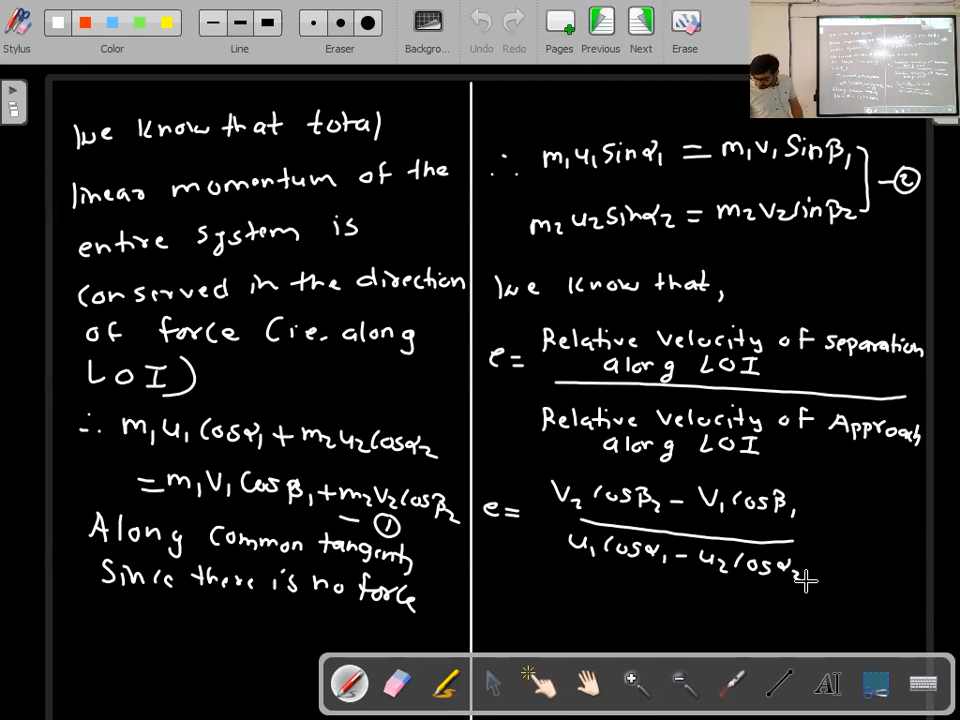 Stylus
Color
Line
Eraser
Backgro...
Undo
Redo
Pages
Previous
Next
Erase
We know that total
linear momentum of the
entire system is
conserved in the direction
of force (ie. along
LOI)
∴ m₁u₁cosα₁ + m₂u₂cosα₂
= m₁v₁cosβ₁ + m₂v₂cosβ₂
— ①
Along common tangent
Since there is no force
∴ m₁u₁sinα₁ = m₁v₁sinβ₁
m₂u₂sinα₂ = m₂v₂sinβ₂
— ②
We know that,
e = Relative velocity of separation
along LOI
Relative velocity of Approach
along LOI
e = v₂cosβ₂ - v₁cosβ₁
u₁cosα₁ - u₂cosα₂
AI